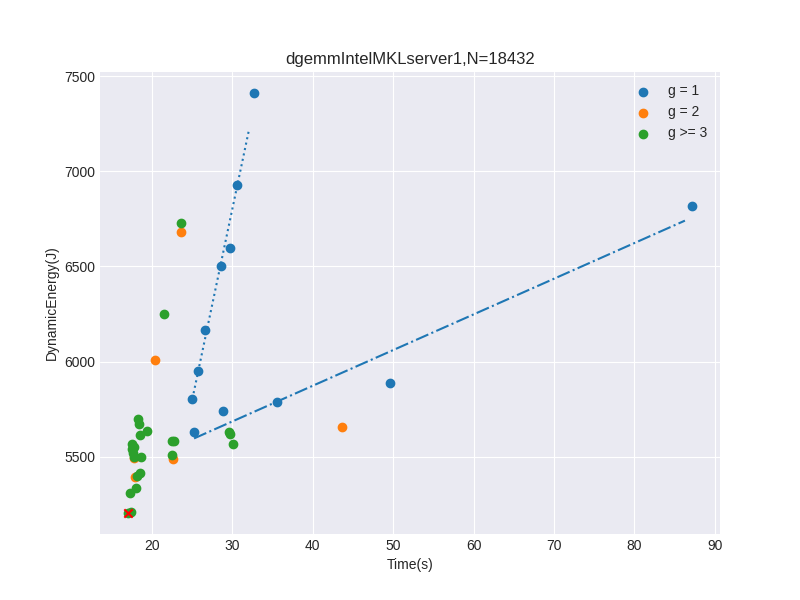 dgemmIntelMKLserver1,N=18432
g = 1
g = 2
g >= 3
DynamicEnergy(J)
7500
7000
6500
6000
5500
20 30 40 50 60 70 80 90
Time(s)